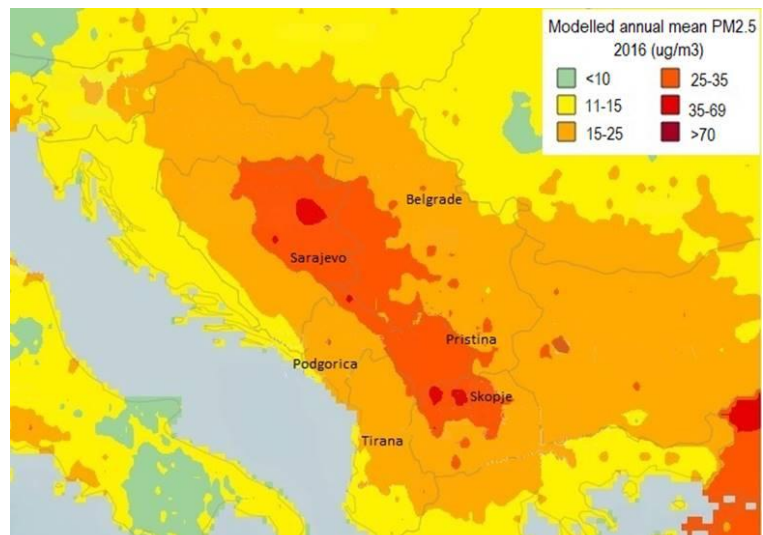 Modelled annual mean PM2.5
2016 (ug/m3)
<10 25-35
11-15 35-69
15-25 >70
Belgrade
Sarajevo
Pristina
Podgorica
Skopje
Tirana